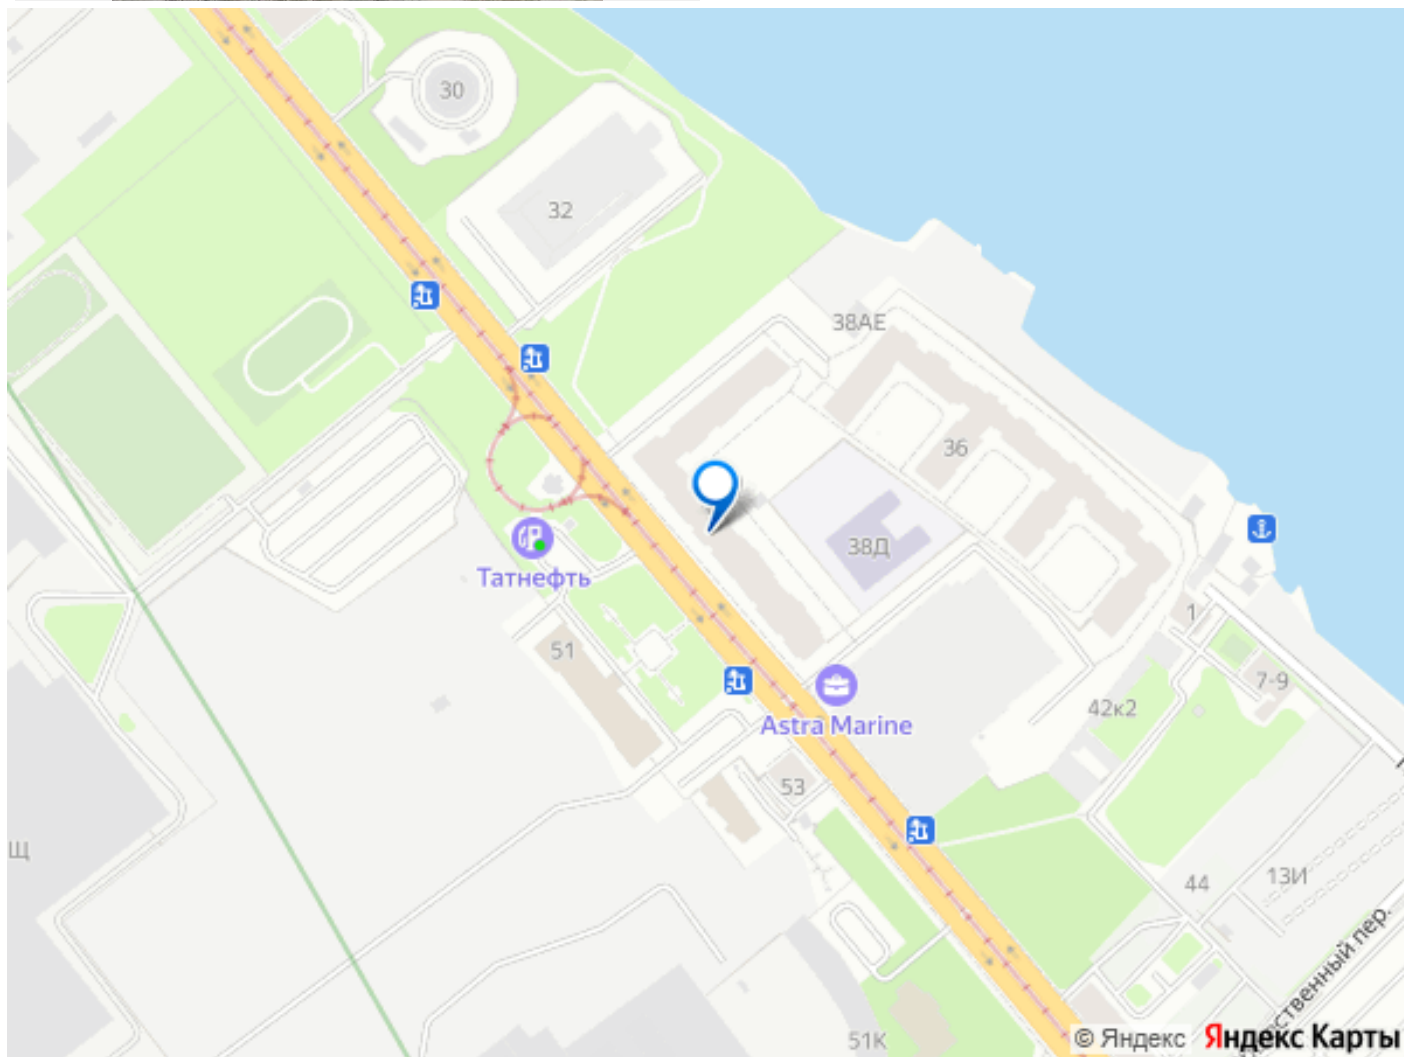 30
32
38АЕ
36
38Д
Татнефть
51
1
7-9
42к2
Astra Marine
53
Щ
44
13И
ственный пер.
51К
© Яндекс Яндекс Карты